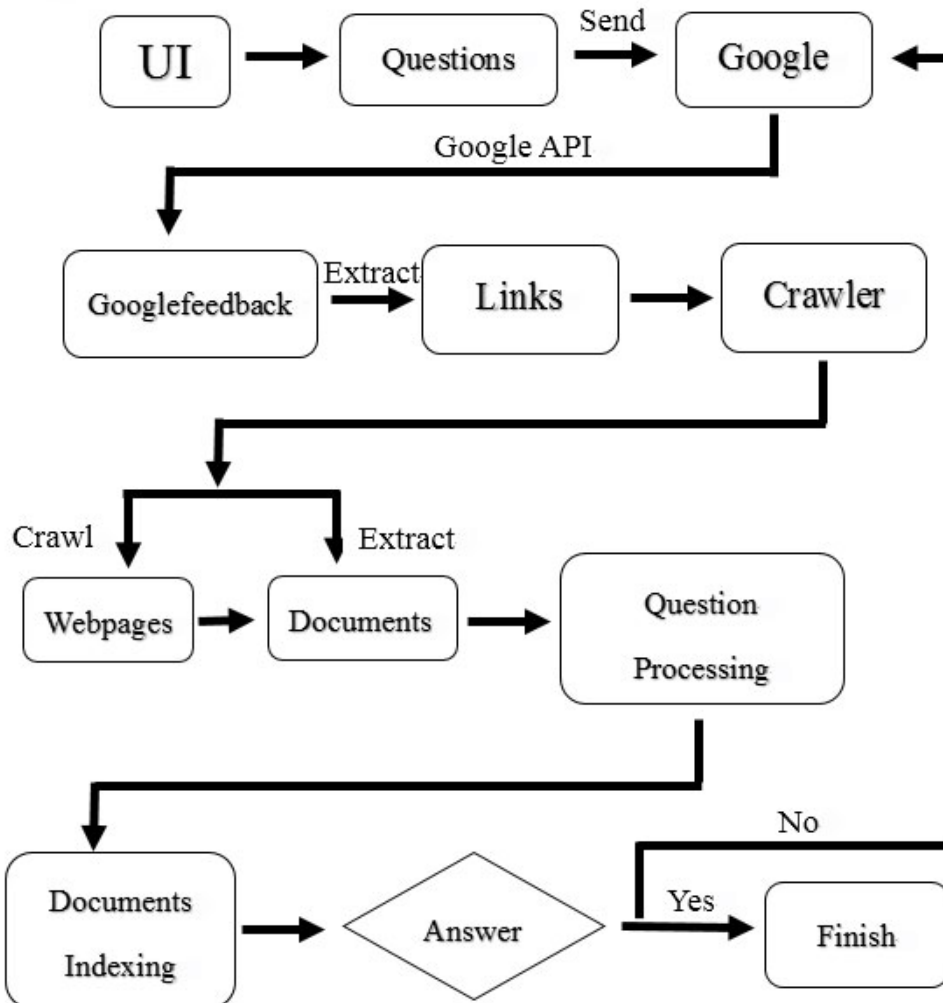 Send
UI
Questions
Google
Google API
Googlefeedback
Extract
Links
Crawler
Crawl
Extract
Webpages
Documents
Question
Processing
No
Documents
Indexing
Answer
Yes
Finish